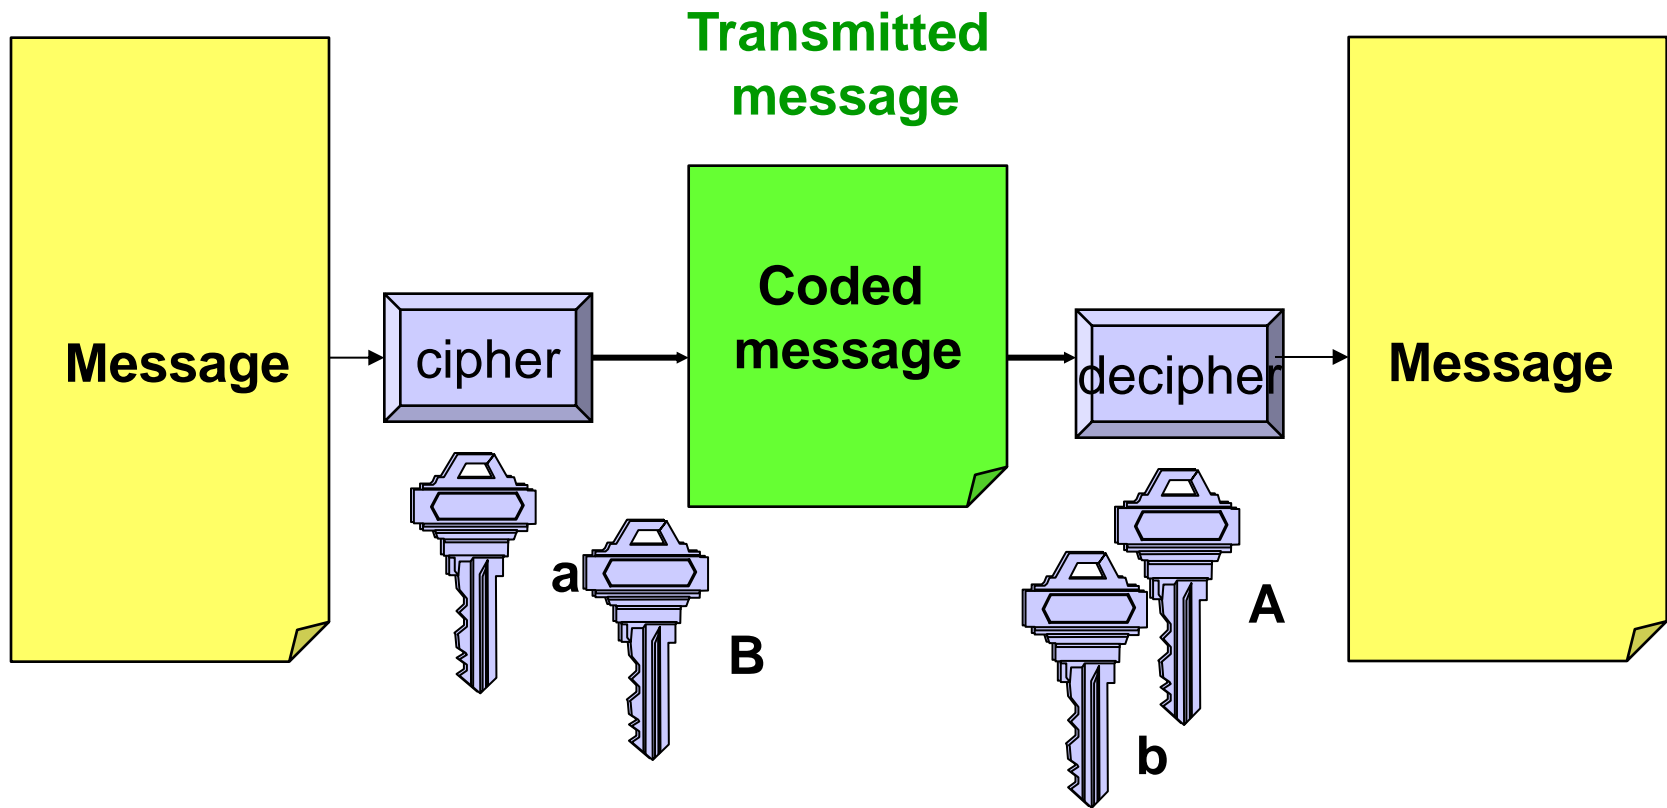 Transmitted
message
Message
cipher
Coded
message
decipher
Message
a
B
A
b